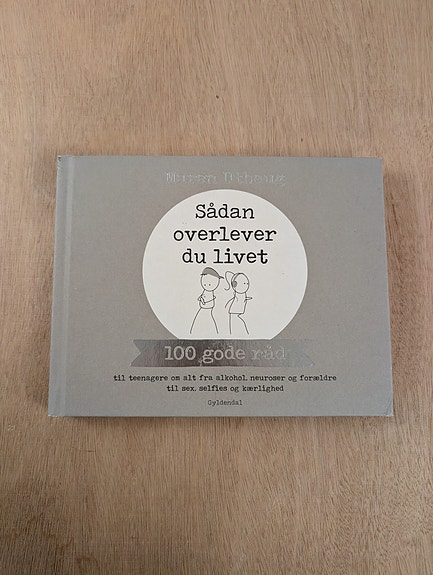 Sådan
overlever
du livet
100 gode råd
til teenagere om alt fra alkohol, neuroser og forældre
til sex, selfies og kærlighed
Gyldendal